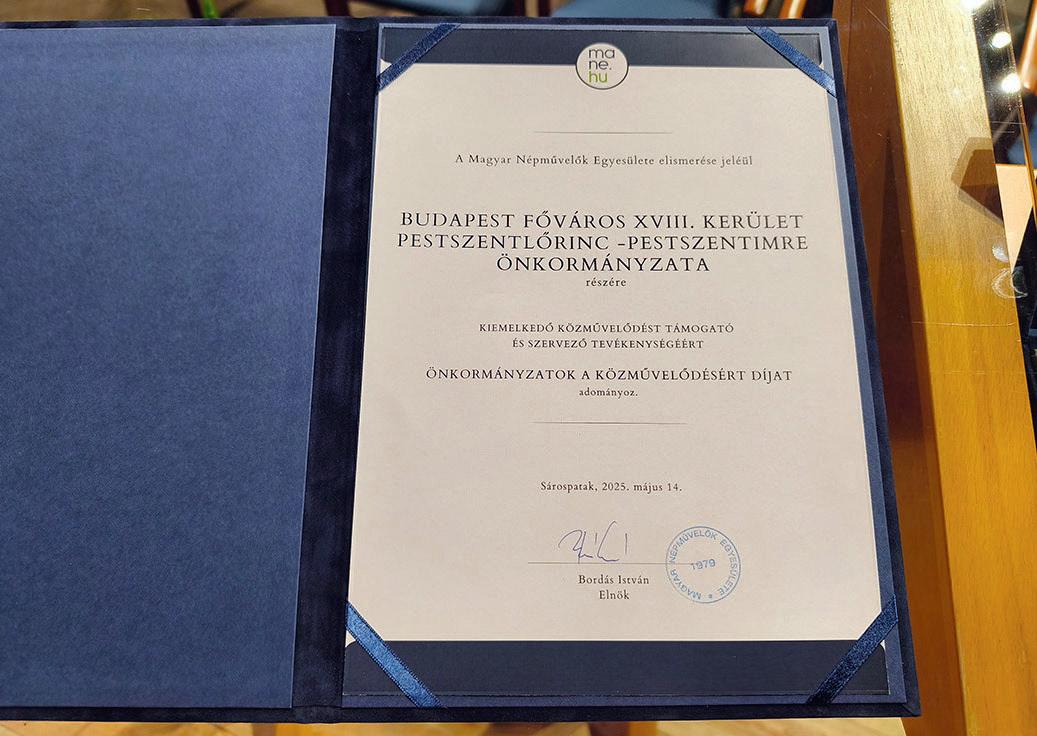 ma
ne.
hu
A Magyar Népművelők Egyesülete elismerése jeléül
BUDAPEST FŐVÁROS XVIII. KERÜLET
PESTSZENTLŐRINC -PESTSZENTIMRE
ÖNKORMÁNYZATA
részére
KIEMELKEDŐ KÖZMŰVELŐDÉST TÁMOGATÓ
ÉS SZERVEZŐ TEVÉKENYSÉGÉÉRT
ÖNKORMÁNYZATOK A KÖZMŰVELŐDÉSÉRT DÍJAT
adományoz.
Sárospatak, 2025. május 14.
Bordás István
Elnök
MAGYAR NÉPMŰVELŐK EGYESÜLETE
1979